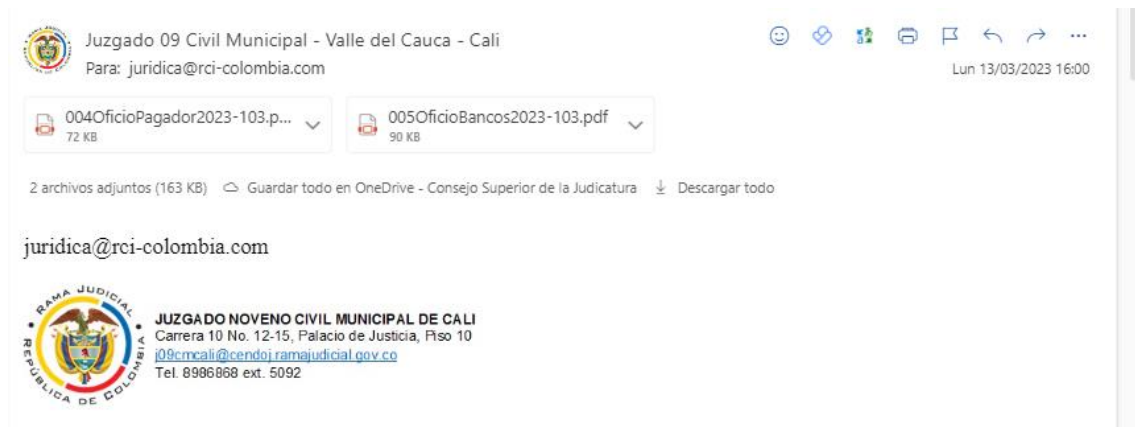 Juzgado 09 Civil Municipal - Valle del Cauca - Cali
Para: juridica@rci-colombia.com
Lun 13/03/2023 16:00
004OficioPagador2023-103.p...
72 KB
005OficioBancos2023-103.pdf
90 KB
2 archivos adjuntos (163 KB) Guardar todo en OneDrive - Consejo Superior de la Judicatura Descargar todo
juridica@rci-colombia.com
RAMA JUDICIAL
REPÚBLICA DE COLOMBIA
JUZGADO NOVENO CIVIL MUNICIPAL DE CALI
Carrera 10 No. 12-15, Palacio de Justicia, Piso 10
j09cmcali@cendoj.ramajudicial.gov.co
Tel. 8986868 ext. 5092